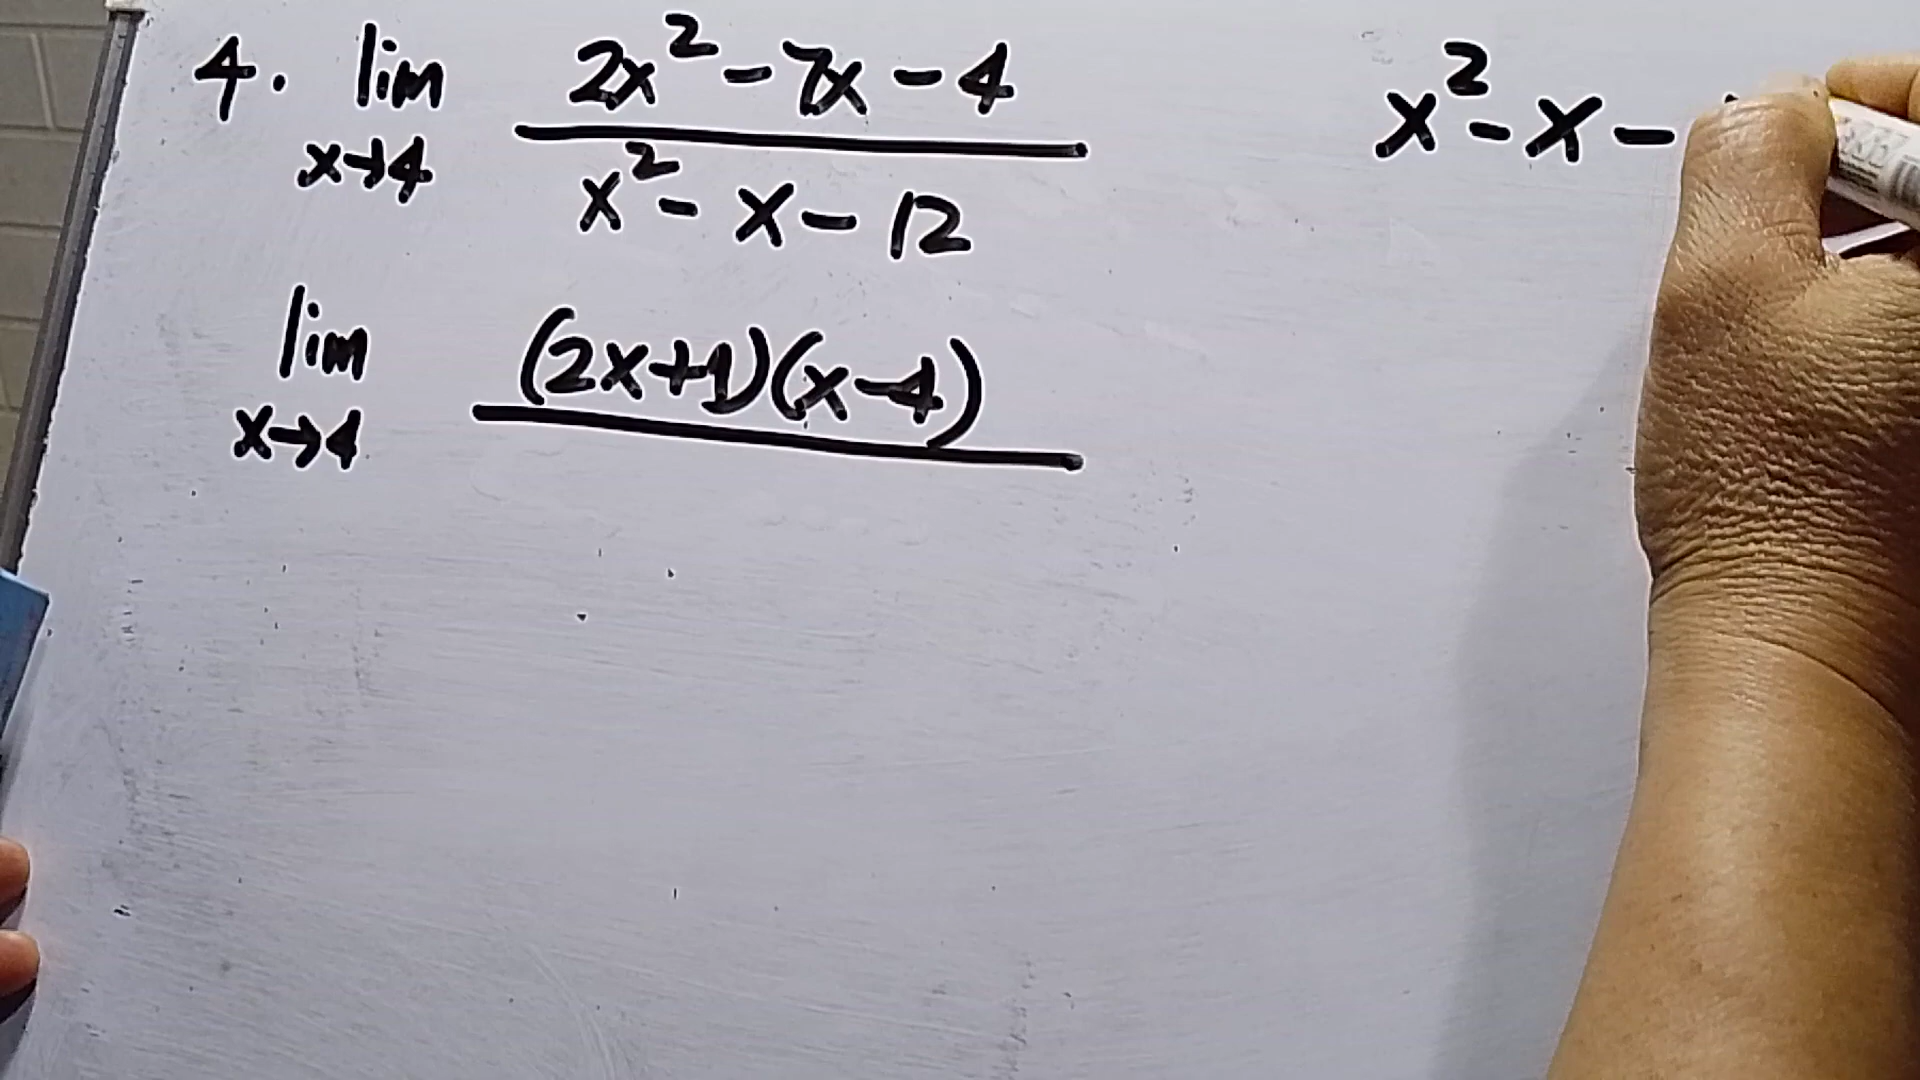 4. lim 2x² - 7x - 4
x→4 x² - x - 12
lim (2x+1)(x-4)
x→4
x² - x -